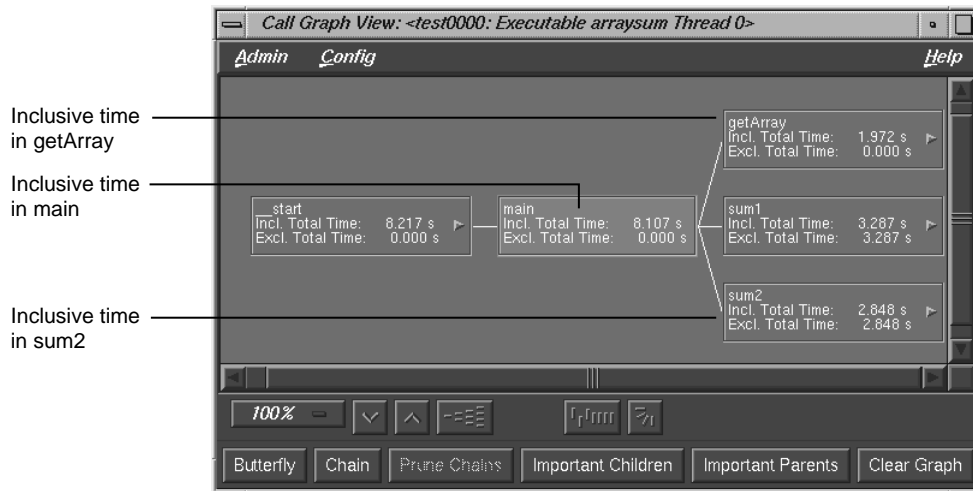 Call Graph View: <test0000: Executable arraysum Thread 0>
Admin Config Help
Inclusive time
in getArray
Inclusive time
in main
Inclusive time
in sum2
__start
Incl. Total Time: 8.217 s
Excl. Total Time: 0.000 s
main
Incl. Total Time: 8.107 s
Excl. Total Time: 0.000 s
getArray
Incl. Total Time: 1.972 s
Excl. Total Time: 0.000 s
sum1
Incl. Total Time: 3.287 s
Excl. Total Time: 3.287 s
sum2
Incl. Total Time: 2.848 s
Excl. Total Time: 2.848 s
100%
Butterfly Chain Prune Chains Important Children Important Parents Clear Graph